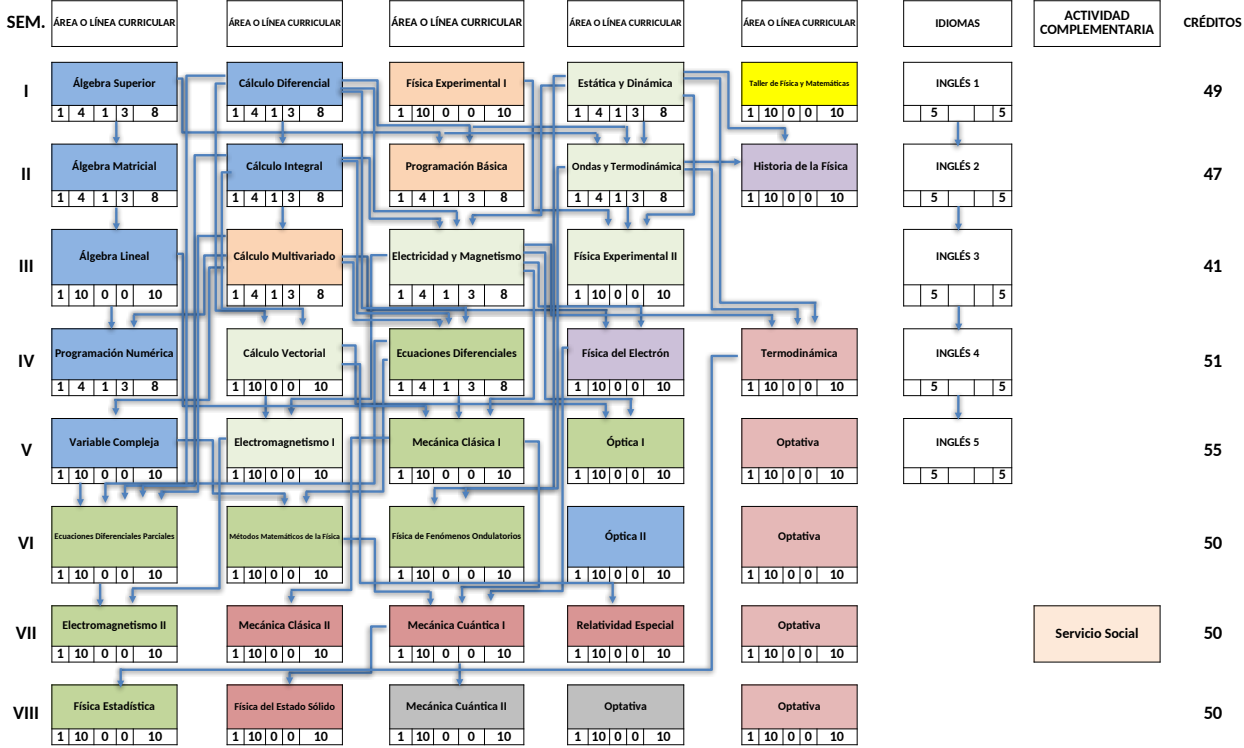 SEM. ÁREA O LÍNEA CURRICULAR ÁREA O LÍNEA CURRICULAR ÁREA O LÍNEA CURRICULAR ÁREA O LÍNEA CURRICULAR ÁREA O LÍNEA CURRICULAR IDIOMAS ACTIVIDAD COMPLEMENTARIA CRÉDITOS
I Álgebra Superior Cálculo Diferencial Física Experimental I Estática y Dinámica Taller de Física y Matemáticas INGLÉS 1 49
1 4 1 3 8 1 4 1 3 8 1 10 0 0 10 1 4 1 3 8 1 10 0 0 10 5 5
II Álgebra Matricial Cálculo Integral Programación Básica Ondas y Termodinámica Historia de la Física INGLÉS 2 47
1 4 1 3 8 1 4 1 3 8 1 4 1 3 8 1 4 1 3 8 1 10 0 0 10 5 5
III Álgebra Lineal Cálculo Multivariado Electricidad y Magnetismo Física Experimental II INGLÉS 3 41
1 10 0 0 10 1 4 1 3 8 1 4 1 3 8 1 10 0 0 10 5 5
IV Programación Numérica Cálculo Vectorial Ecuaciones Diferenciales Física del Electrón Termodinámica INGLÉS 4 51
1 4 1 3 8 1 10 0 0 10 1 4 1 3 8 1 10 0 0 10 1 10 0 0 10 5 5
V Variable Compleja Electromagnetismo I Mecánica Clásica I Óptica I Optativa INGLÉS 5 55
1 10 0 0 10 1 10 0 0 10 1 10 0 0 10 1 10 0 0 10 1 10 0 0 10 5 5
VI Ecuaciones Diferenciales Parciales Métodos Matemáticos de la Física Física de Fenómenos Ondulatorios Óptica II Optativa 50
1 10 0 0 10 1 10 0 0 10 1 10 0 0 10 1 10 0 0 10 1 10 0 0 10
VII Electromagnetismo II Mecánica Clásica II Mecánica Cuántica I Relatividad Especial Optativa Servicio Social 50
1 10 0 0 10 1 10 0 0 10 1 10 0 0 10 1 10 0 0 10 1 10 0 0 10
VIII Física Estadística Física del Estado Sólido Mecánica Cuántica II Optativa Optativa 50
1 10 0 0 10 1 10 0 0 10 1 10 0 0 10 1 10 0 0 10 1 10 0 0 10